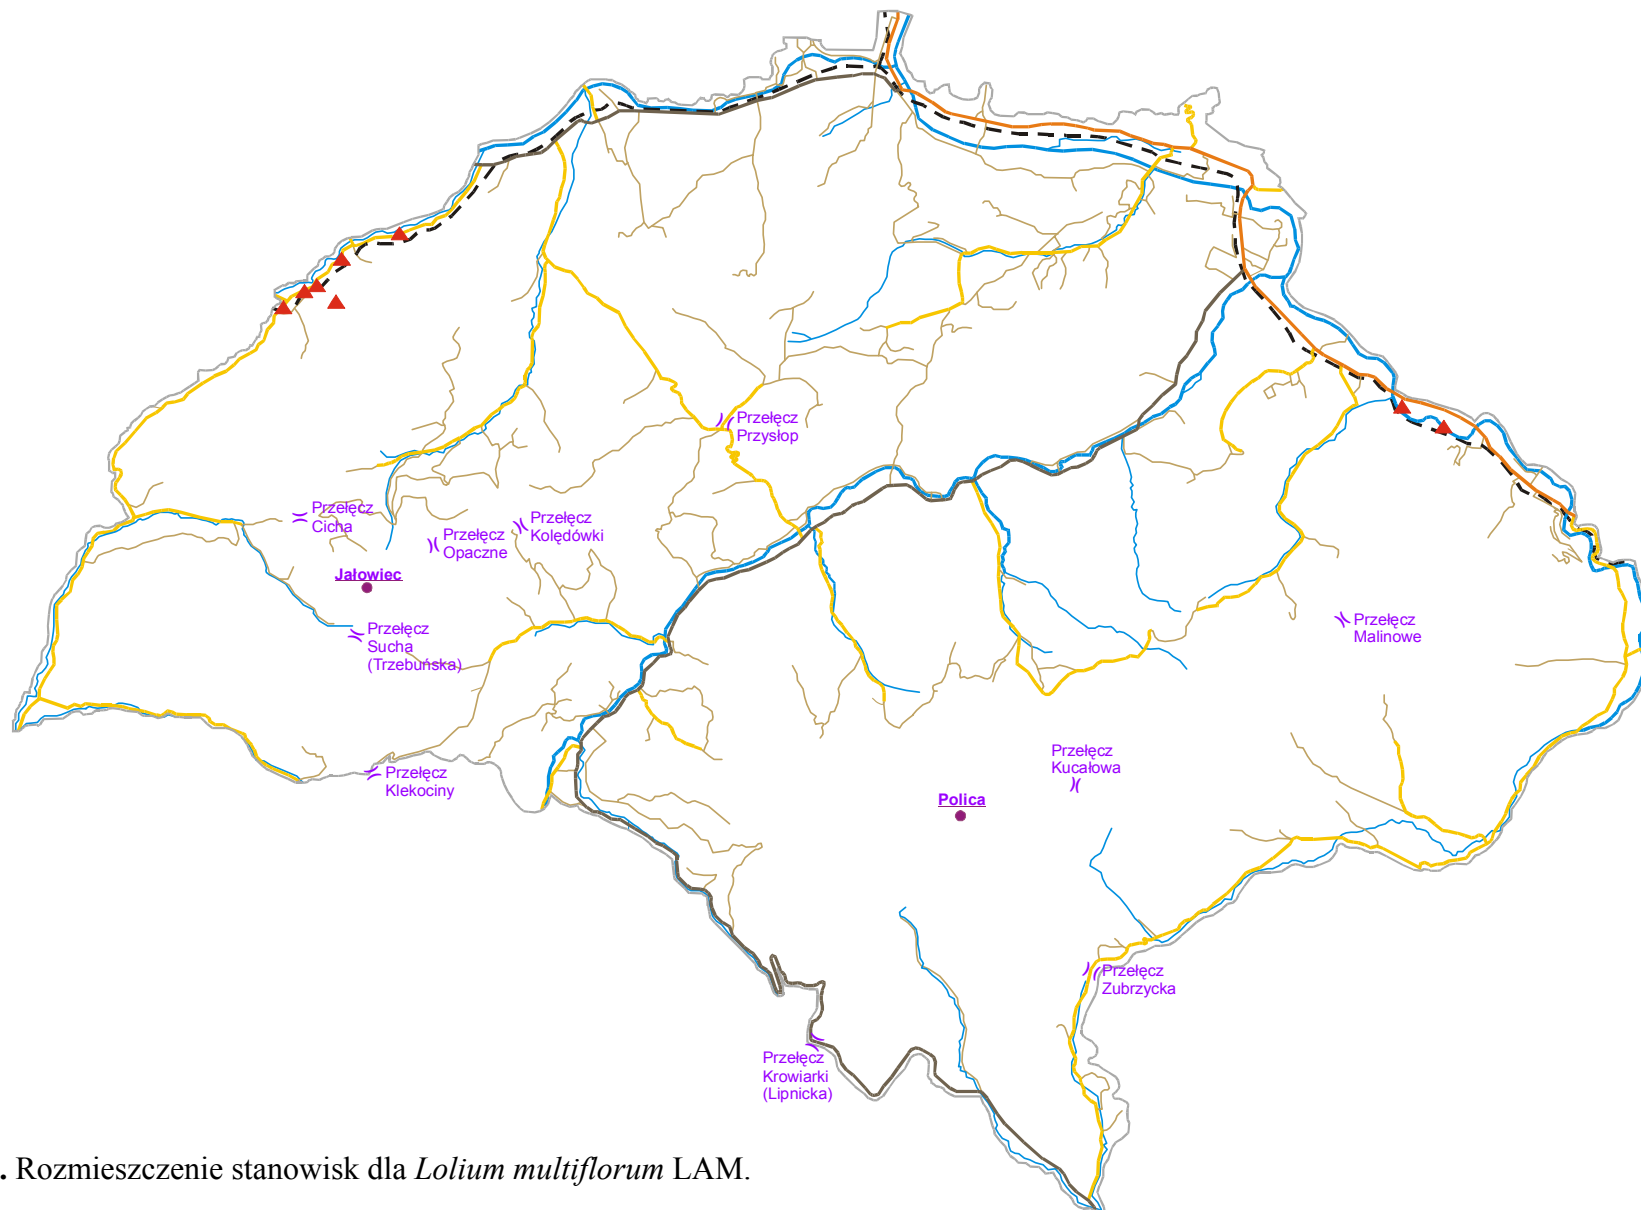 Przełęcz
Przysłop
Przełęcz
Cicha
Przełęcz
Kolędówki
Przełęcz
Opaczne
Jałowiec
Przełęcz
Sucha
(Trzebuńska)
Przełęcz
Malinowe
Przełęcz
Klekociny
Przełęcz
Kucałowa
Polica
Przełęcz
Zubrzycka
Przełęcz
Krowiarki
(Lipnicka)
. Rozmieszczenie stanowisk dla Lolium multiflorum LAM.